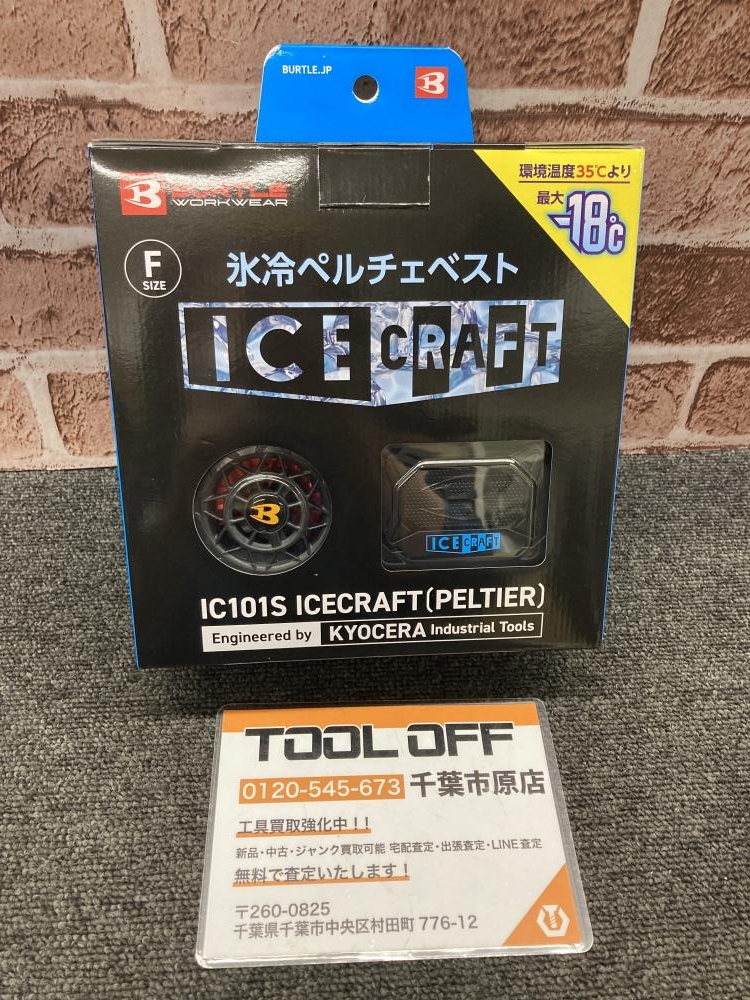 BURTLE.JP
B
B BURTLE
WORKWEAR
環境温度35℃より
最大
-18℃
F
SIZE
氷冷ペルチェベスト
ICE CRAFT
B
ICE CRAFT
IC101S ICECRAFT(PELTIER)
Engineered by KYOCERA Industrial Tools
TOOL OFF
0120-545-673 千葉市原店
工具買取強化中!!
新品・中古・ジャンク買取可能 宅配査定・出張査定・LINE査定
無料で査定いたします!
〒260-0825
千葉県千葉市中央区村田町 776-12